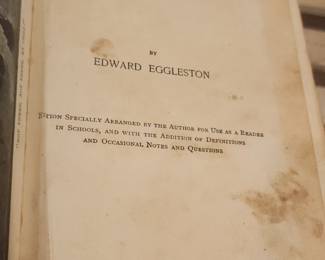 BY
EDWARD EGGLESTON
ITION SPECIALLY ARRANGED BY THE AUTHOR FOR USE AS A READER
IN SCHOOLS, AND WITH THE ADDITION OF DEFINITIONS
AND OCCASIONAL NOTES AND QUESTIONS